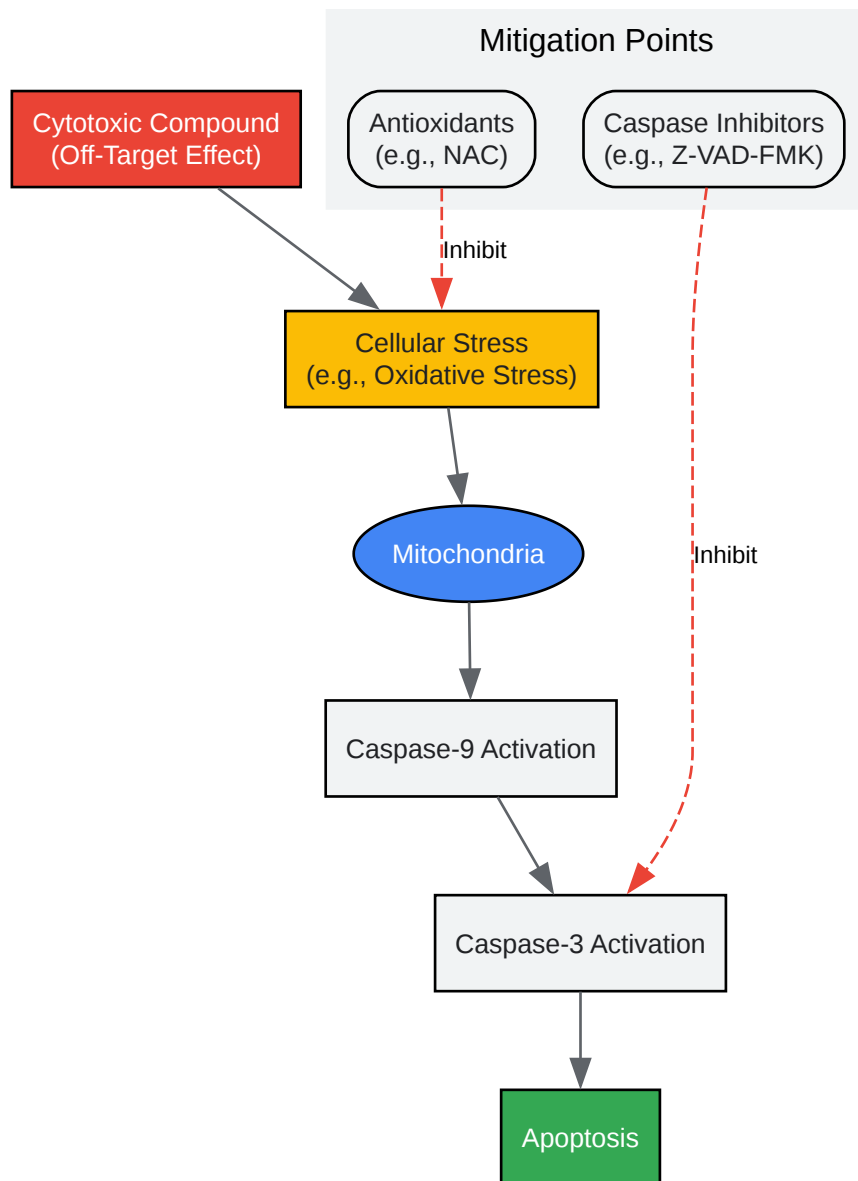 Mitigation Points
Cytotoxic Compound
(Off-Target Effect)
Antioxidants
(e.g., NAC)
Caspase Inhibitors
(e.g., Z-VAD-FMK)
Inhibit
Cellular Stress
(e.g., Oxidative Stress)
Mitochondria
Inhibit
Caspase-9 Activation
Caspase-3 Activation
Apoptosis